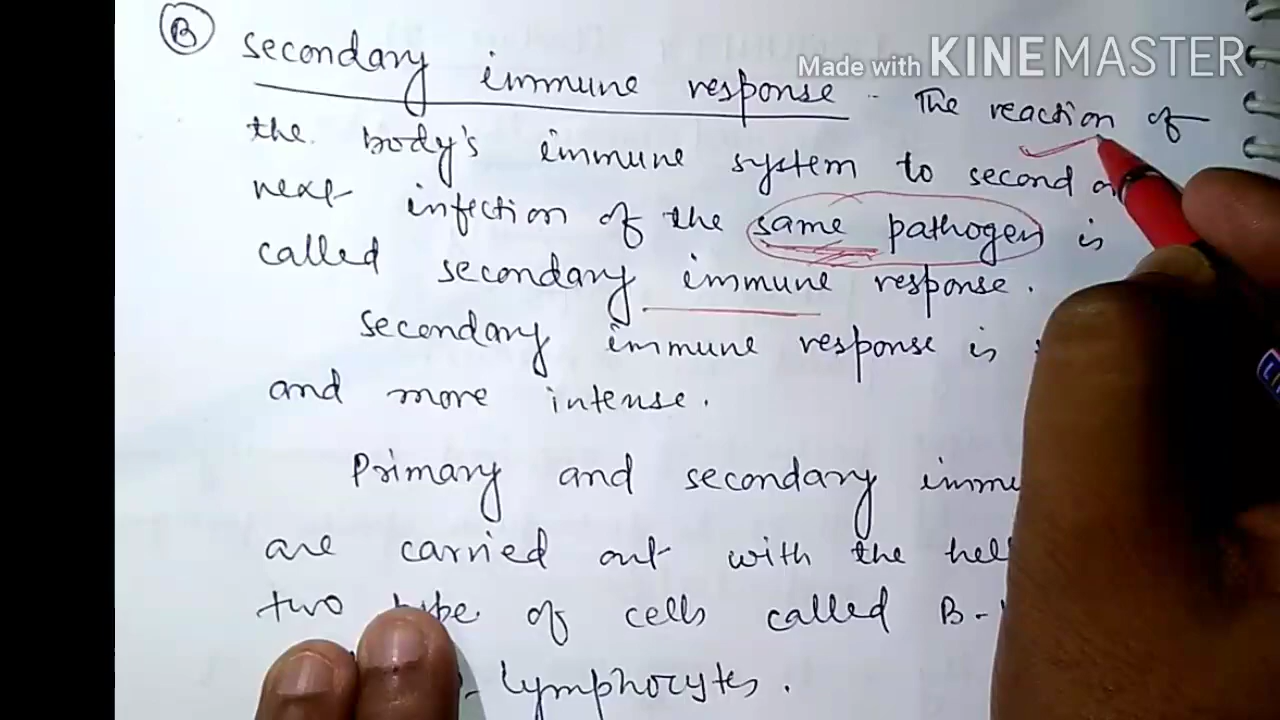 Made with KINEMASTER
B secondary immune response - The reaction of
the body's immune system to second
next infection of the same pathogen is
called secondary immune response.
secondary immune response is
and more intense.
Primary and secondary
are carried out with the
two of cells called B-
lymphocytes.